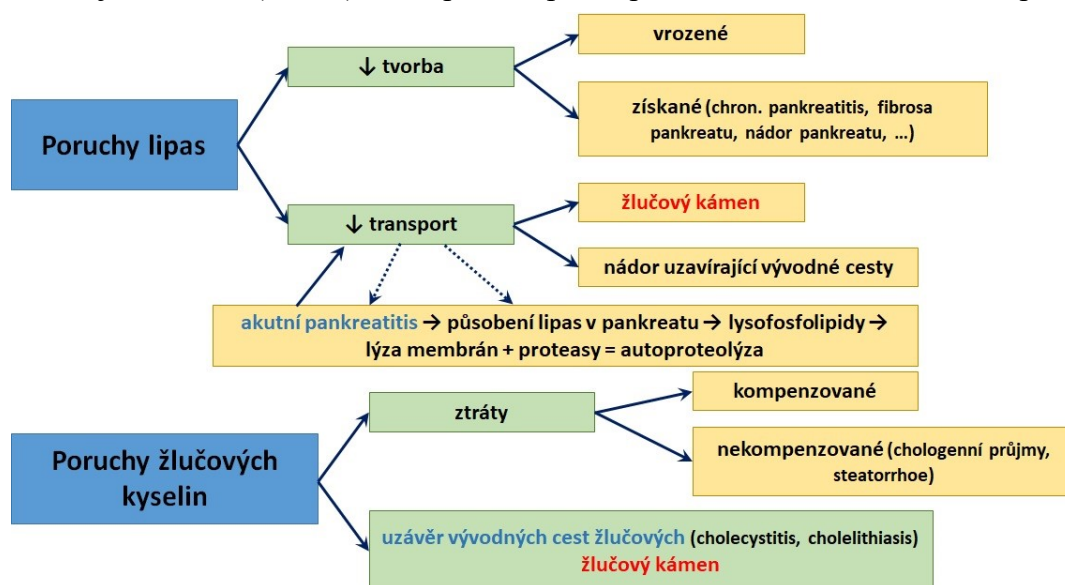 vrozené
↓ tvorba
získané (chron. pankreatitis, fibrosa
pankreatu, nádor pankreatu, ...)
Poruchy lipas
žlučový kámen
↓ transport
nádor uzavírající vývodné cesty
akutní pankreatitis → působení lipas v pankreatu → lysofosfolipidy →
lýza membrán + proteasy = autoproteolýza
kompenzované
ztráty
nekompenzované (chologenní průjmy,
steatorrhoe)
Poruchy žlučových
kyselin
uzávěr vývodných cest žlučových (cholecystitis, cholelithiasis)
žlučový kámen